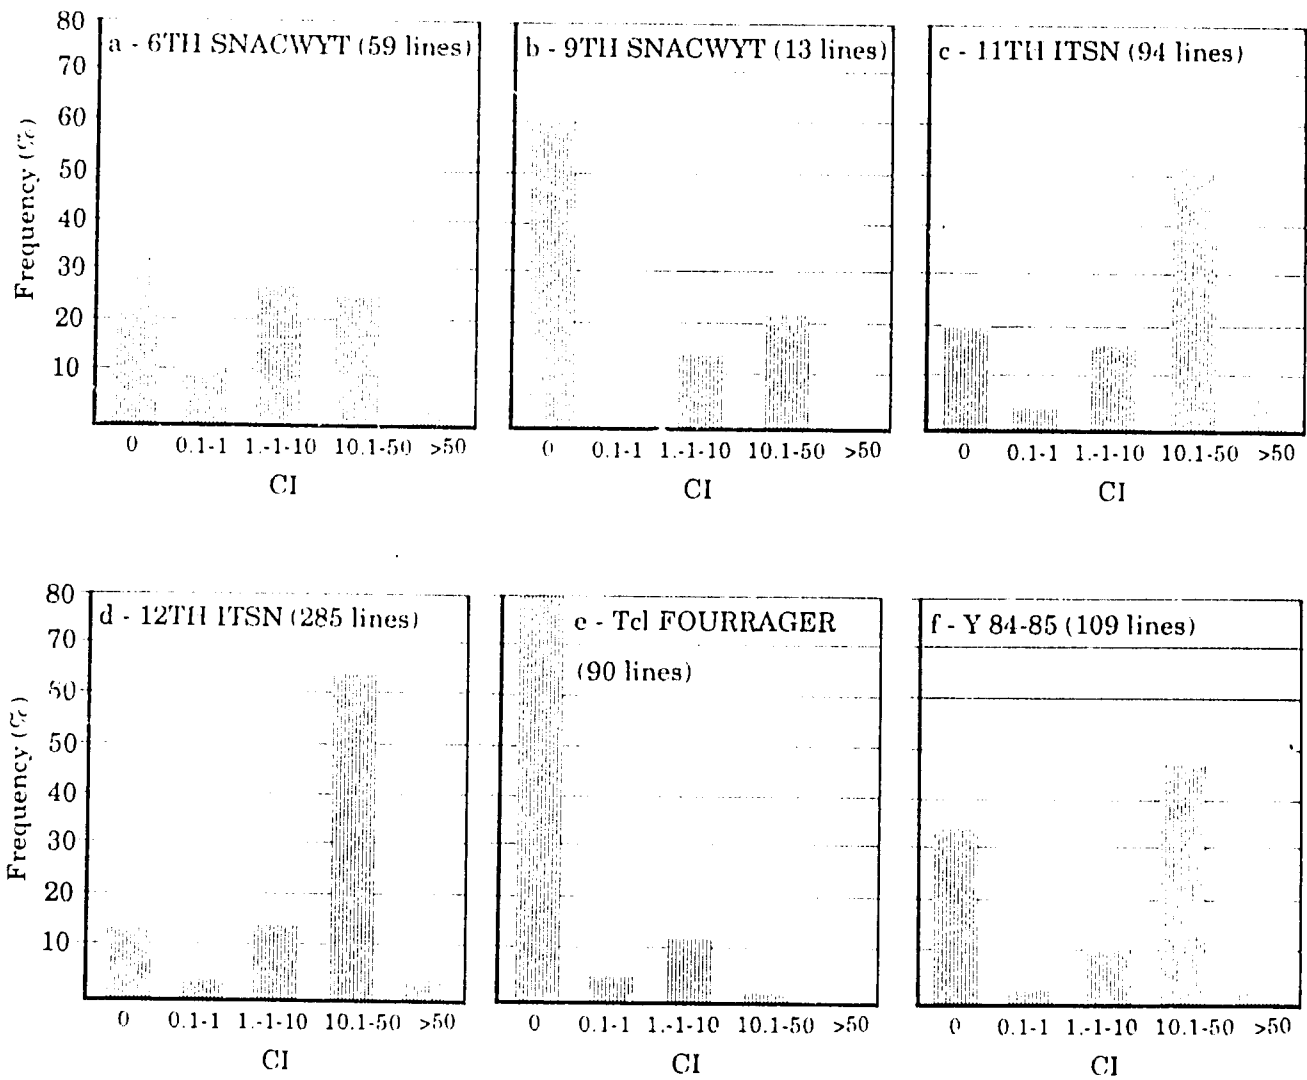 80
70
60
50
40
30
20
10
Frequency (%)
a - 6TH SNACWYT (59 lines)
0 0.1-1 1.-1-10 10.1-50 >50
CI
b - 9TH SNACWYT (13 lines)
0 0.1-1 1.-1-10 10.1-50 >50
CI
c - 11TH ITSN (94 lines)
0 0.1-1 1.-1-10 10.1-50 >50
CI
80
70
60
50
40
30
20
10
Frequency (%)
d - 12TH ITSN (285 lines)
0 0.1-1 1.-1-10 10.1-50 >50
CI
e - Tcl FOURRAGER
(90 lines)
0 0.1-1 1.-1-10 10.1-50 >50
CI
f - Y 84-85 (109 lines)
0 0.1-1 1.-1-10 10.1-50 >50
CI